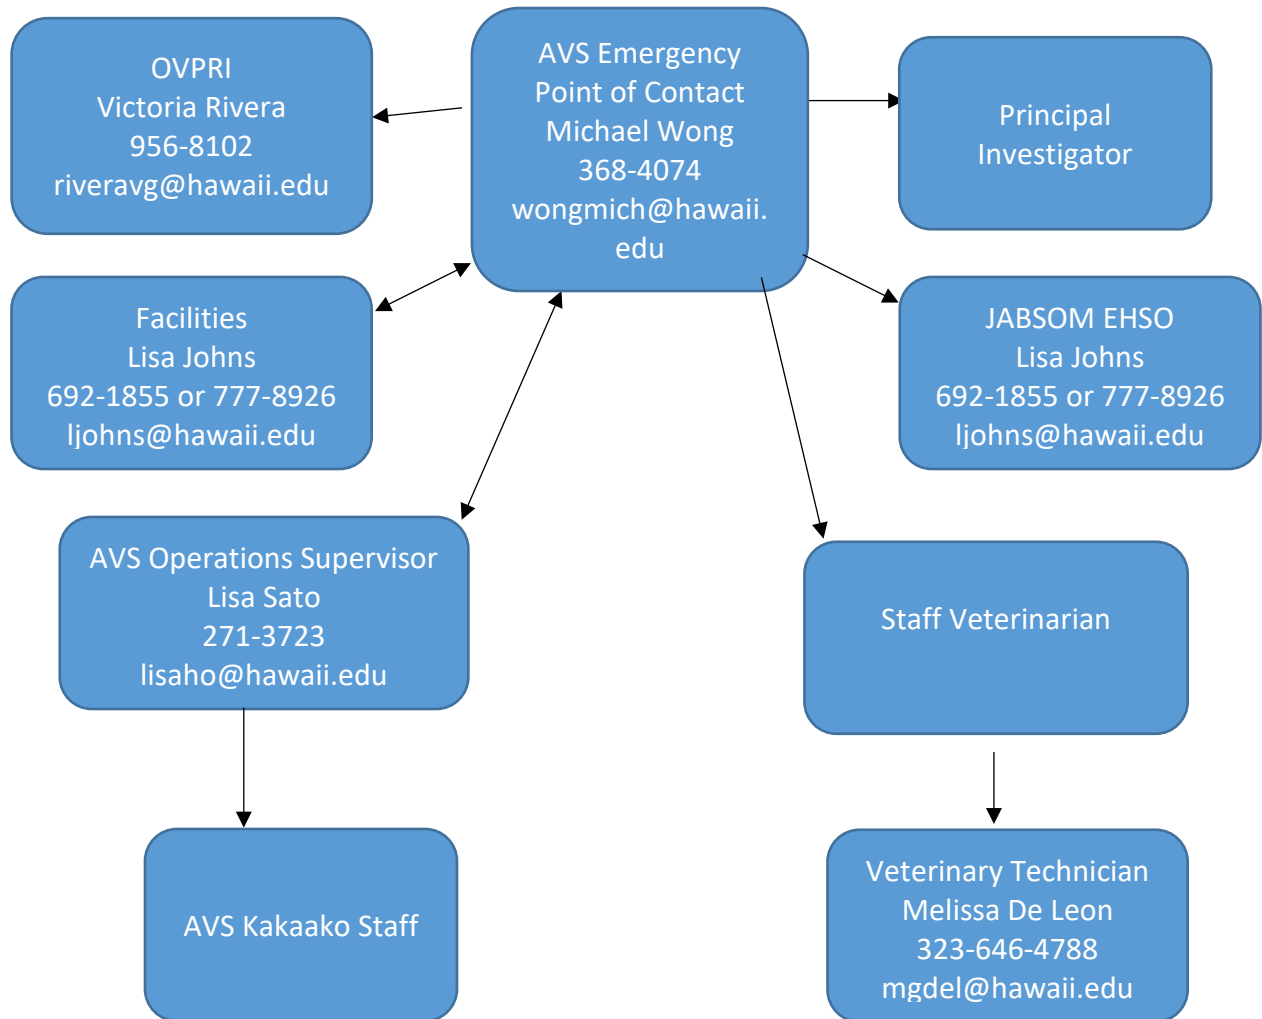 OVPRI
Victoria Rivera
956-8102
riveravg@hawaii.edu
AVS Emergency
Point of Contact
Michael Wong
368-4074
wongmich@hawaii.
edu
Principal
Investigator
Facilities
Lisa Johns
692-1855 or 777-8926
ljohns@hawaii.edu
JABSOM EHSO
Lisa Johns
692-1855 or 777-8926
ljohns@hawaii.edu
AVS Operations Supervisor
Lisa Sato
271-3723
lisaho@hawaii.edu
Staff Veterinarian
AVS Kakaako Staff
Veterinary Technician
Melissa De Leon
323-646-4788
mgdel@hawaii.edu